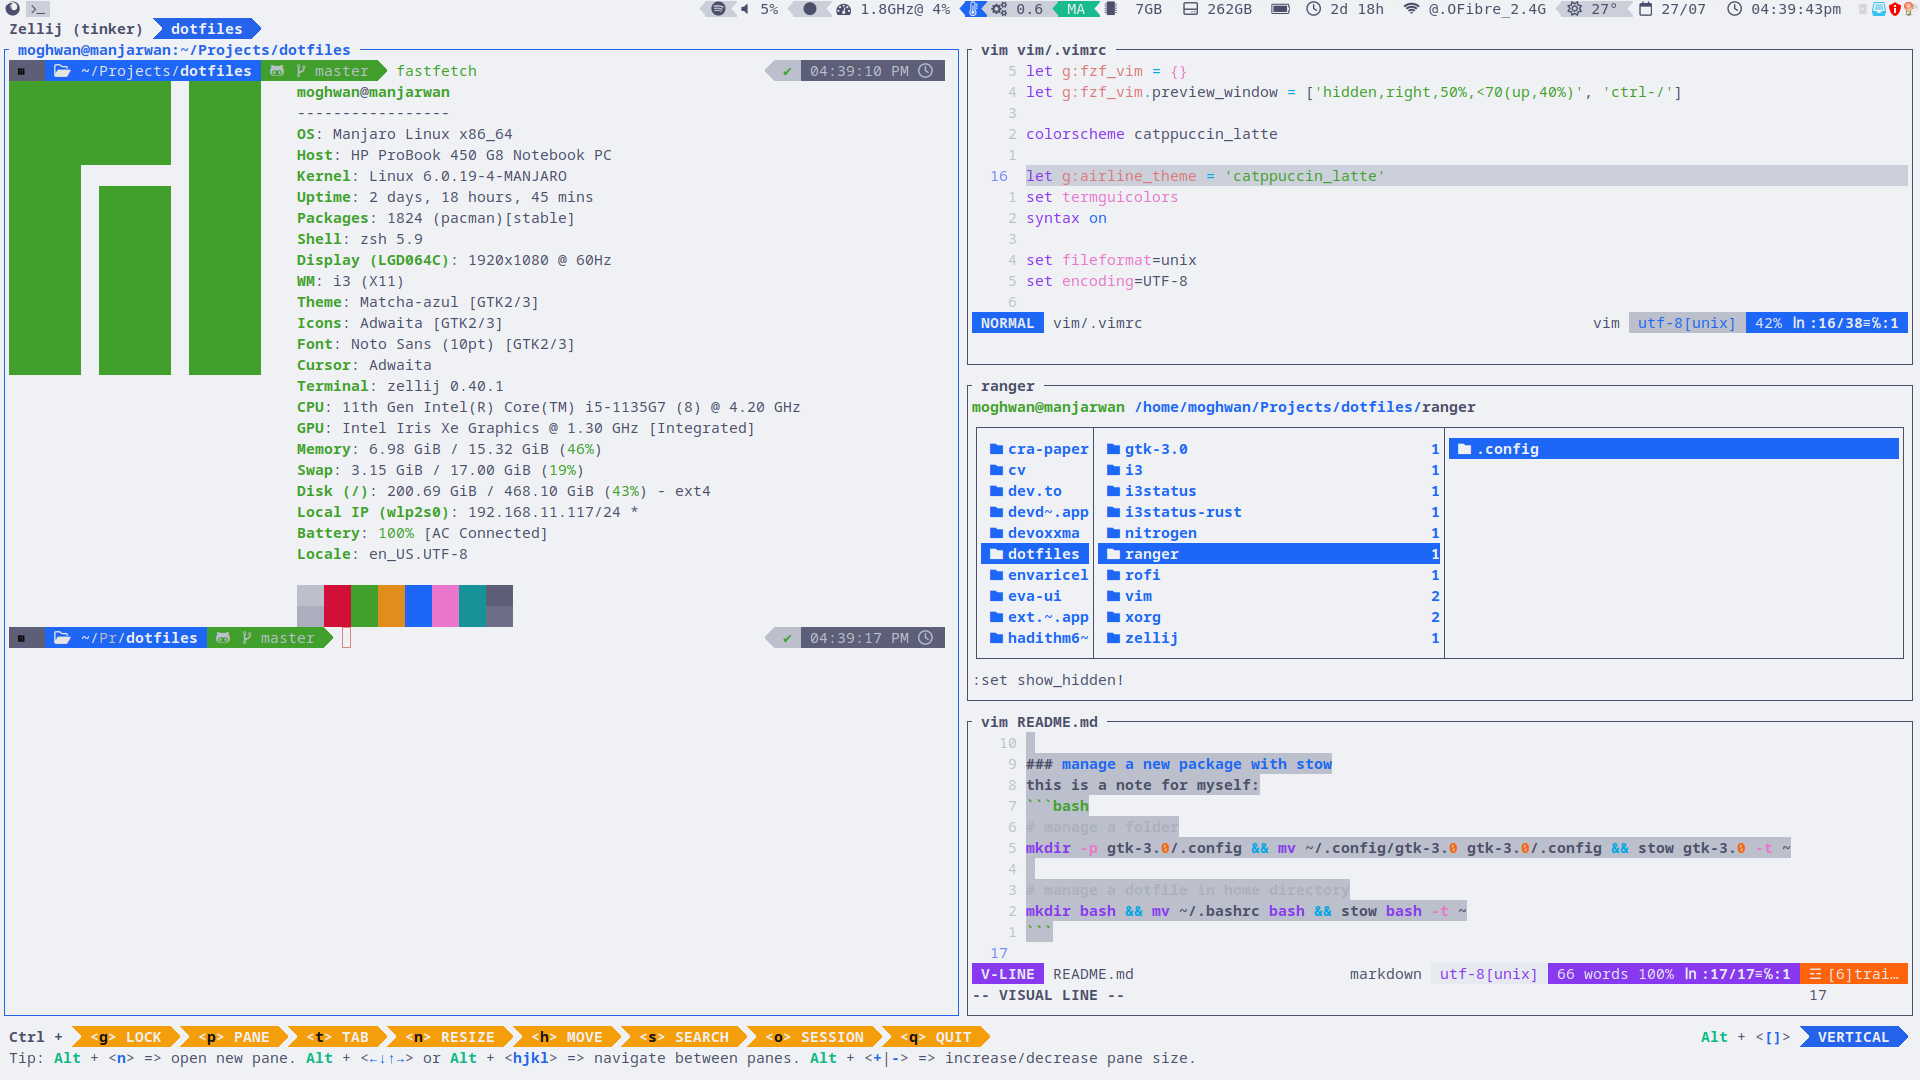 5% 1.8GHz@ 4% 0.6 MA 7GB 262GB 2d 18h @.OFibre_2.4G 27° 27/07 04:39:43pm
Zellij (tinker) dotfiles
moghwan@manjarwan:~/Projects/dotfiles
~/Projects/dotfiles master fastfetch ✔ 04:39:10 PM
moghwan@manjarwan
-----------------
OS: Manjaro Linux x86_64
Host: HP ProBook 450 G8 Notebook PC
Kernel: Linux 6.0.19-4-MANJARO
Uptime: 2 days, 18 hours, 45 mins
Packages: 1824 (pacman)[stable]
Shell: zsh 5.9
Display (LGD064C): 1920x1080 @ 60Hz
WM: i3 (X11)
Theme: Matcha-azul [GTK2/3]
Icons: Adwaita [GTK2/3]
Font: Noto Sans (10pt) [GTK2/3]
Cursor: Adwaita
Terminal: zellij 0.40.1
CPU: 11th Gen Intel(R) Core(TM) i5-1135G7 (8) @ 4.20 GHz
GPU: Intel Iris Xe Graphics @ 1.30 GHz [Integrated]
Memory: 6.98 GiB / 15.32 GiB (46%)
Swap: 3.15 GiB / 17.00 GiB (19%)
Disk (/): 200.69 GiB / 468.10 GiB (43%) - ext4
Local IP (wlp2s0): 192.168.11.117/24 *
Battery: 100% [AC Connected]
Locale: en_US.UTF-8
~/Pr/dotfiles master ✔ 04:39:17 PM
vim vim/.vimrc
5 let g:fzf_vim = {}
4 let g:fzf_vim.preview_window = ['hidden,right,50%,<70(up,40%)', 'ctrl-/']
3
2 colorscheme catppuccin_latte
1
16 let g:airline_theme = 'catppuccin_latte'
1 set termguicolors
2 syntax on
3
4 set fileformat=unix
5 set encoding=UTF-8
6
NORMAL vim/.vimrc vim utf-8[unix] 42% ln :16/38≡%:1
ranger
moghwan@manjarwan /home/moghwan/Projects/dotfiles/ranger
cra-paper gtk-3.0 1 .config
cv i3 1
dev.to i3status 1
devd~.app i3status-rust 1
devoxxma nitrogen 1
dotfiles ranger 1
envaricel rofi 1
eva-ui vim 2
ext.~.app xorg 2
hadithm6~ zellij 1
:set show_hidden!
vim README.md
10
9 ### manage a new package with stow
8 this is a note for myself:
7 ```bash
6 # manage a folder
5 mkdir -p gtk-3.0/.config && mv ~/.config/gtk-3.0 gtk-3.0/.config && stow gtk-3.0 -t ~
4
3 # manage a dotfile in home directory
2 mkdir bash && mv ~/.bashrc bash && stow bash -t ~
1 ```
17
V-LINE README.md markdown utf-8[unix] 66 words 100% ln :17/17≡%:1 ☲ [6]trai…
-- VISUAL LINE -- 17
Ctrl + <g> LOCK <p> PANE <t> TAB <n> RESIZE <h> MOVE <s> SEARCH <o> SESSION <q> QUIT Alt + <[]> VERTICAL
Tip: Alt + <n> => open new pane. Alt + <←↓↑→> or Alt + <hjkl> => navigate between panes. Alt + <+|-> => increase/decrease pane size.